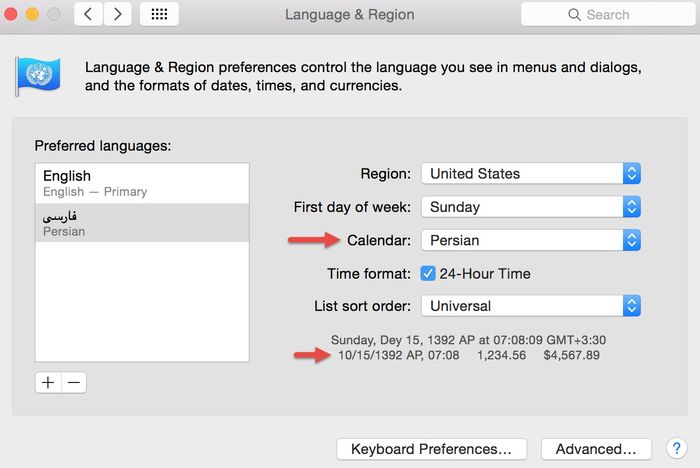 Language & Region
Search
Language & Region preferences control the language you see in menus and dialogs,
and the formats of dates, times, and currencies.
Preferred languages:
English
English — Primary
فارسی
Persian
Region: United States
First day of week: Sunday
Calendar: Persian
Time format: 24-Hour Time
List sort order: Universal
Sunday, Dey 15, 1392 AP at 07:08:09 GMT+3:30
10/15/1392 AP, 07:08 1,234.56 $4,567.89
+ −
Keyboard Preferences... Advanced... ?